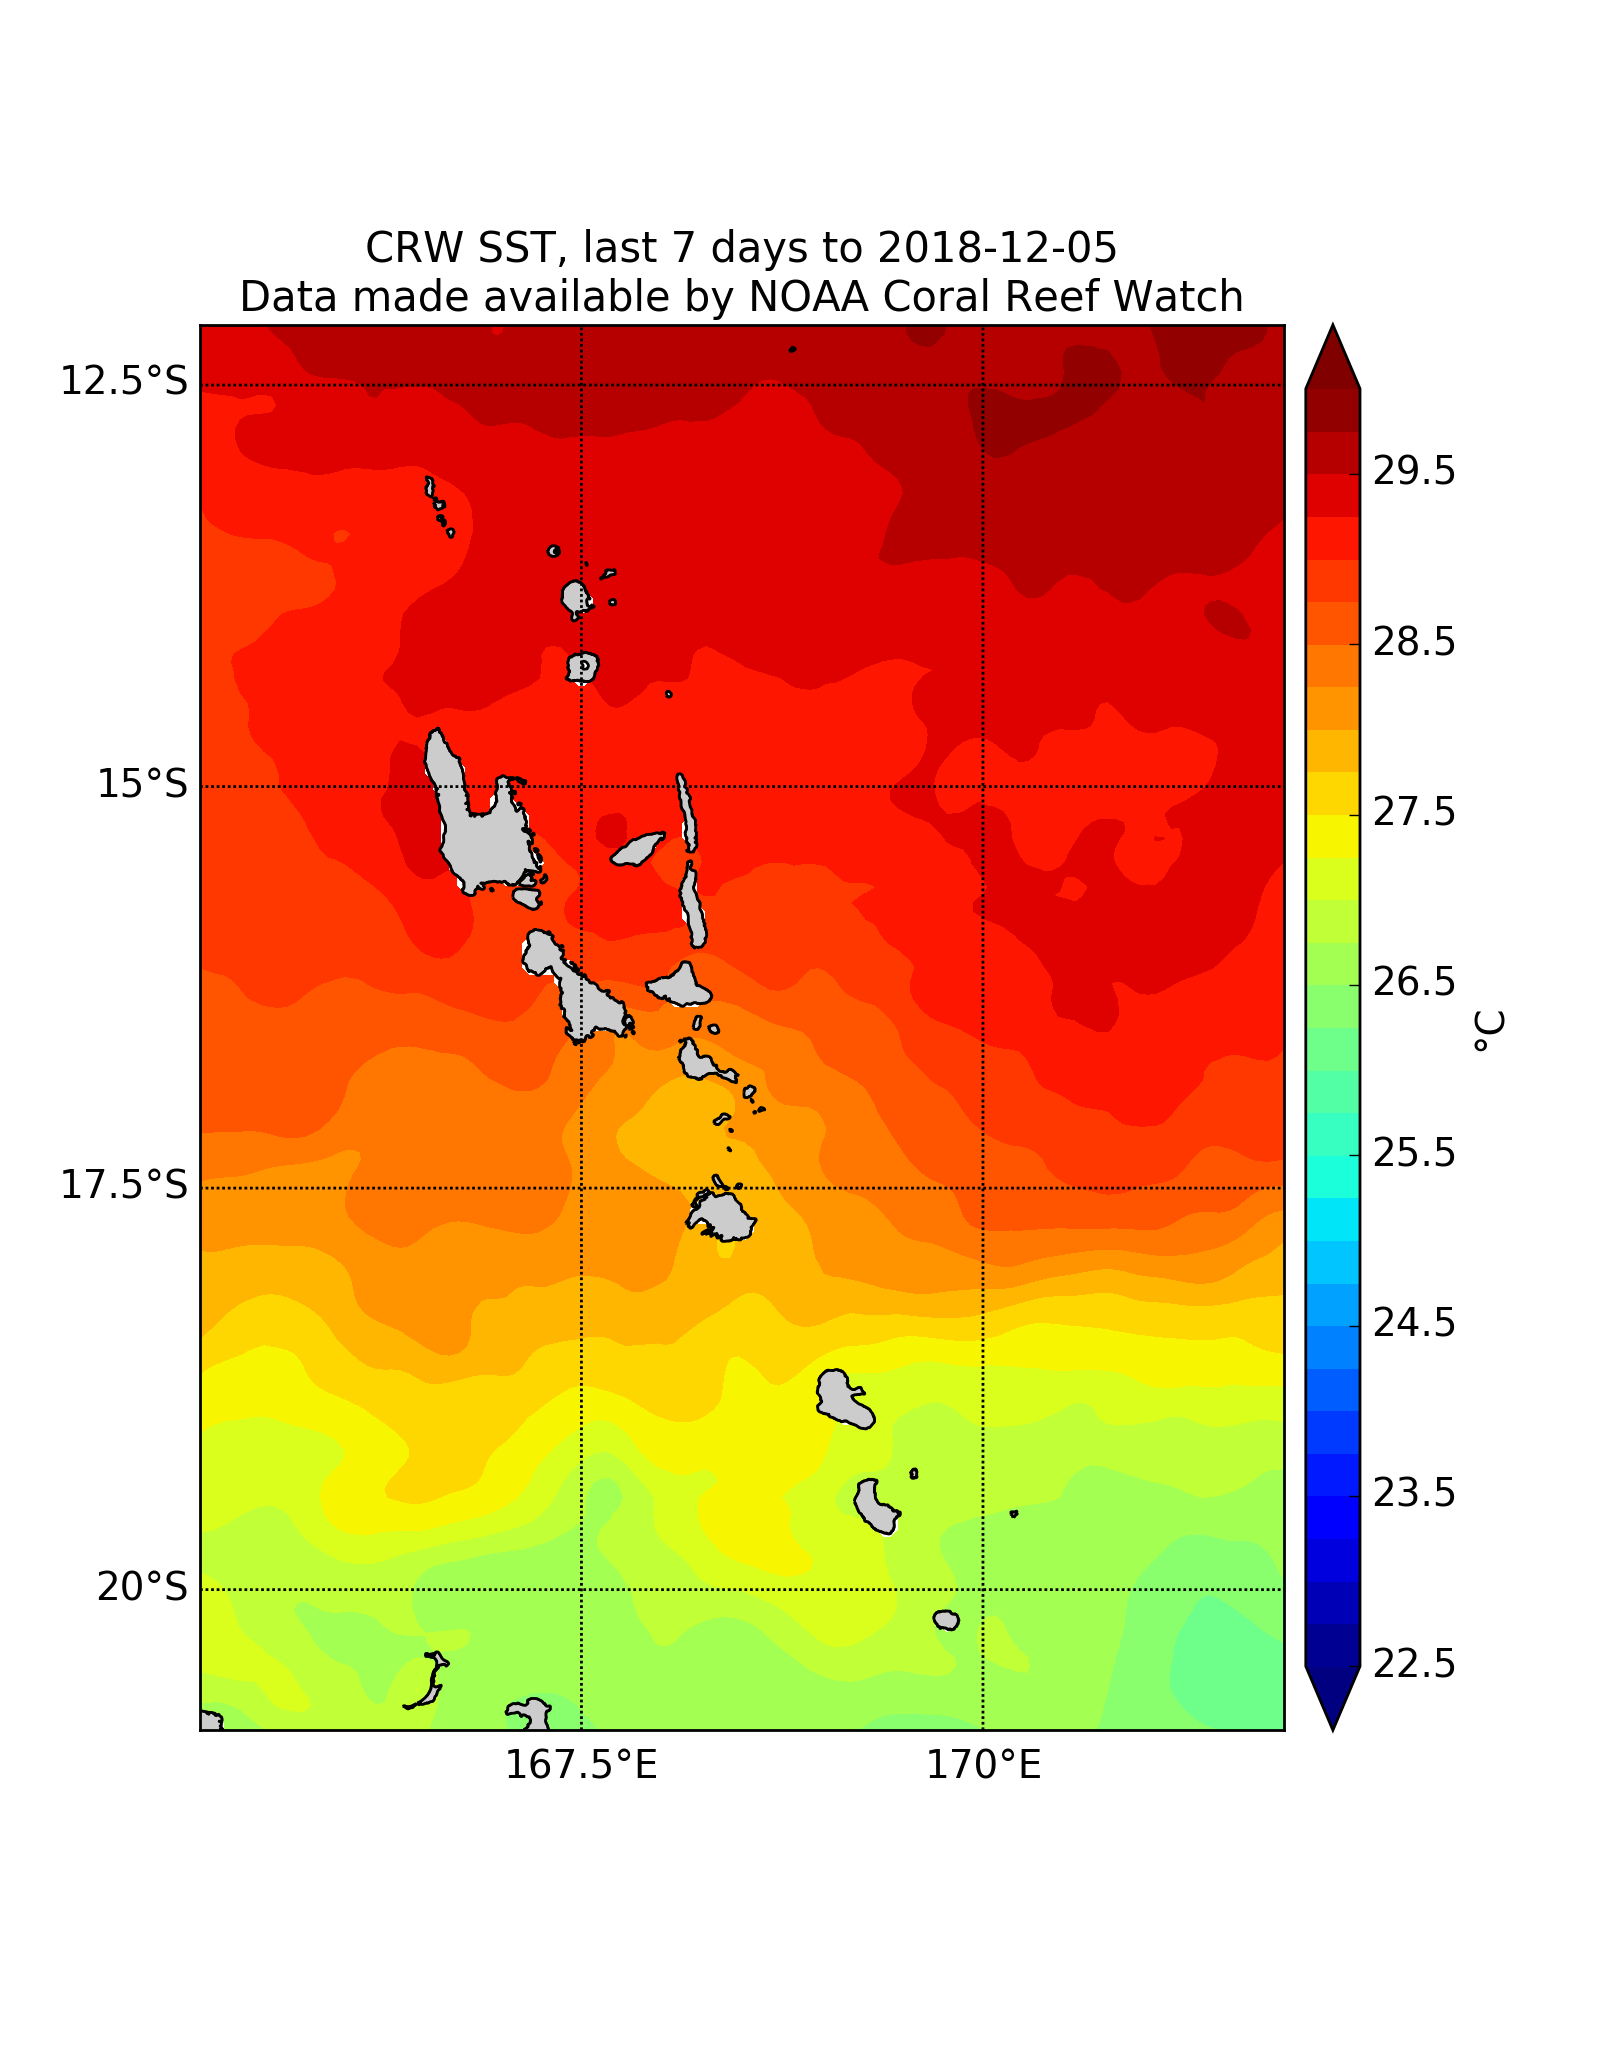 CRW SST, last 7 days to 2018-12-05
Data made available by NOAA Coral Reef Watch
12.5°S
15°S
17.5°S
20°S
167.5°E
170°E
29.5
28.5
27.5
26.5
25.5
24.5
23.5
22.5
°C